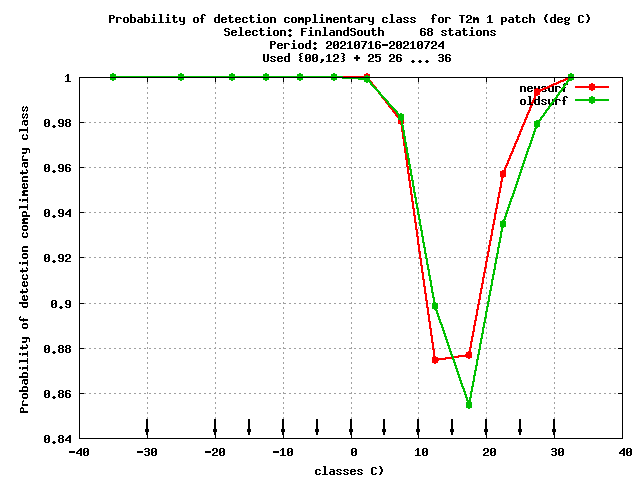 Probability of detection complimentary class  for T2m 1 patch (deg C)
Selection: FinlandSouth     68 stations
Period: 20210716-20210724
Used {00,12} + 25 26 ... 36
newsurf
oldsurf
Probability of detection complimentary class
1
0.98
0.96
0.94
0.92
0.9
0.88
0.86
0.84
-40 -30 -20 -10 0 10 20 30 40
classes C)